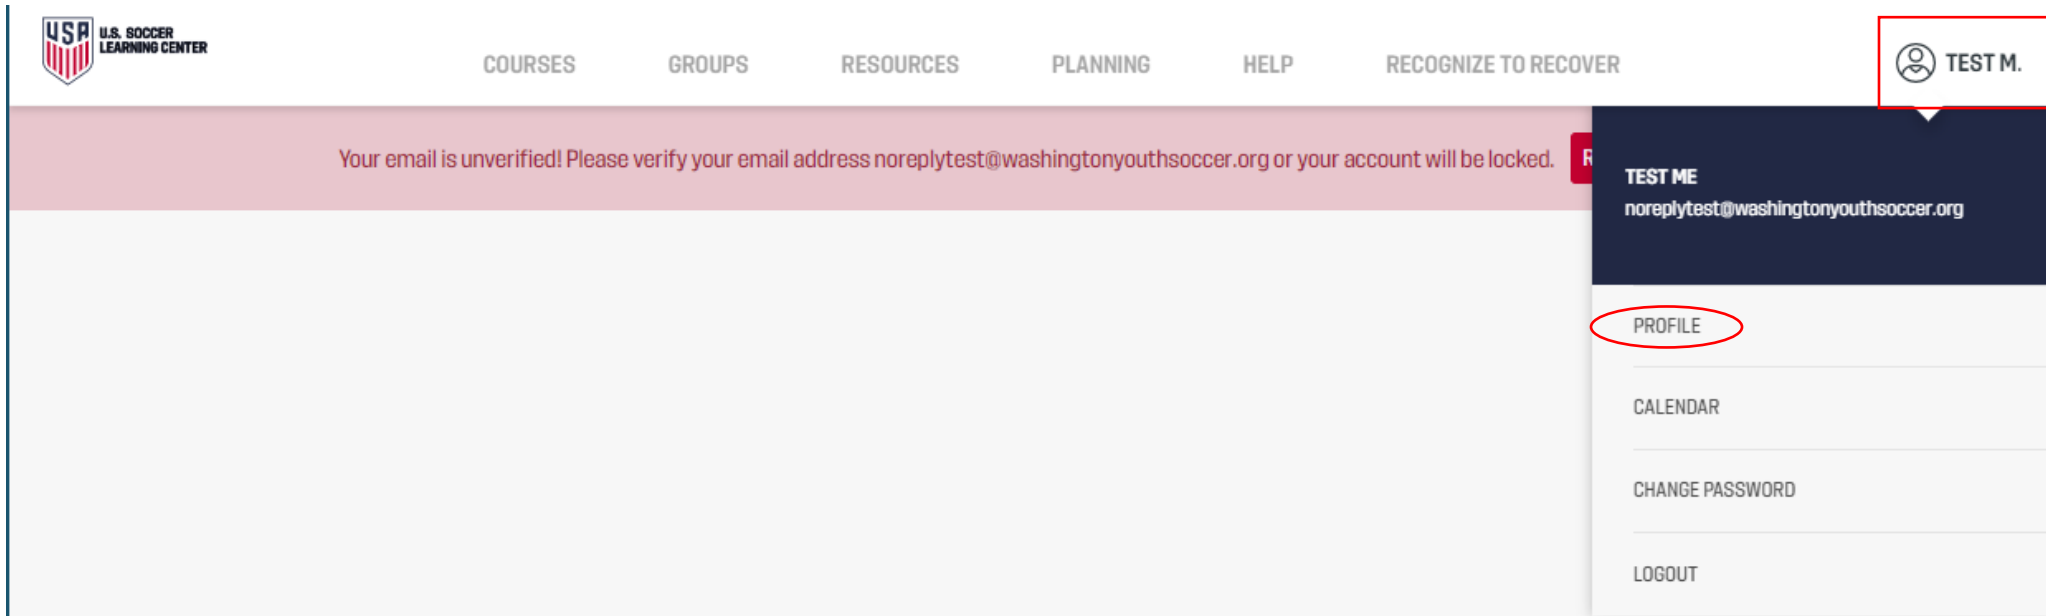 USA
U.S. SOCCER
LEARNING CENTER
COURSES GROUPS RESOURCES PLANNING HELP RECOGNIZE TO RECOVER
TEST M.
Your email is unverified! Please verify your email address noreplytest@washingtonyouthsoccer.org or your account will be locked.
TEST ME
noreplytest@washingtonyouthsoccer.org
PROFILE
CALENDAR
CHANGE PASSWORD
LOGOUT